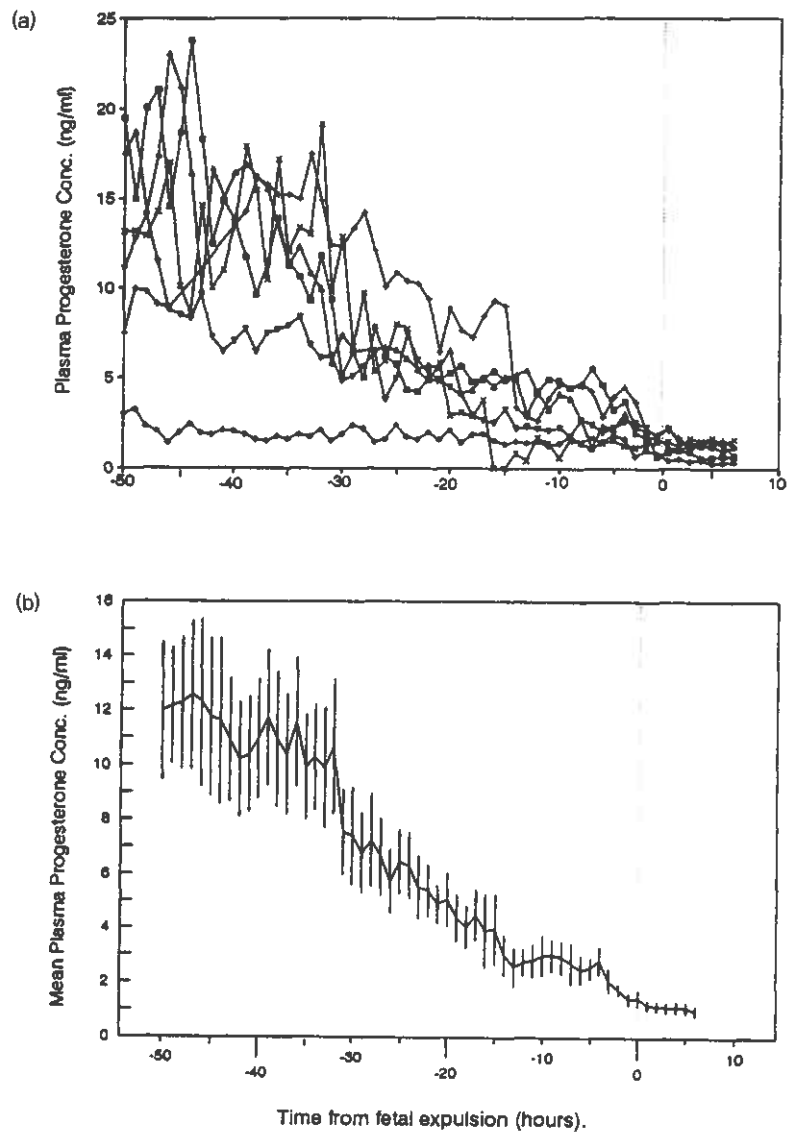 (a)
Plasma Progesterone Conc. (ng/ml)
25
20
15
10
5
0
-50 -40 -30 -20 -10 0 10
(b)
Mean Plasma Progesterone Conc. (ng/ml)
16
14
12
10
8
6
4
2
0
-50 -30 -10 10
-40 -20 0
Time from fetal expulsion (hours).